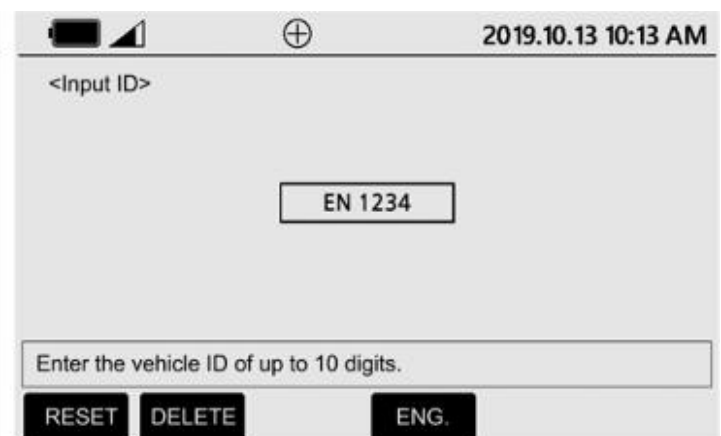 2019.10.13 10:13 AM
<Input ID>
EN 1234
Enter the vehicle ID of up to 10 digits.
RESET DELETE ENG.